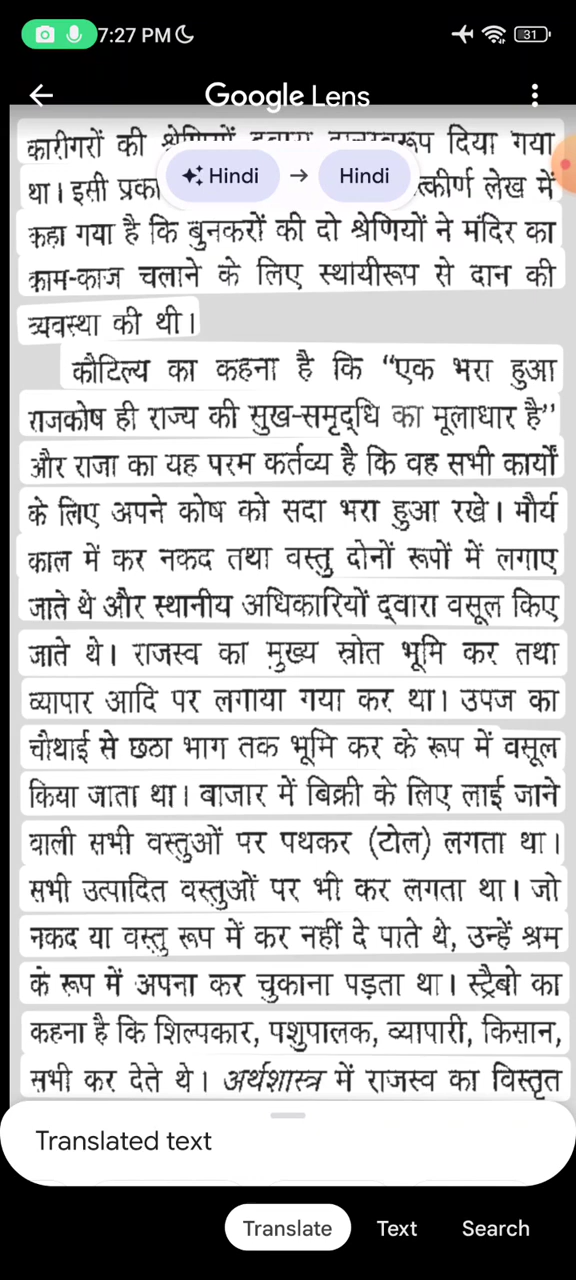 7:27 PM
31
Google Lens
कारीगरों की दिया गया
Hindi → Hindi
था। इसी लेख में
कहा गया है कि बुनकरों की दो श्रेणियों ने मंदिर का
काम-काज चलाने के लिए स्थायीरूप से दान की
व्यवस्था की थी।
कौटिल्य का कहना है कि “एक भरा हुआ
राजकोष ही राज्य की सुख-समृद्धि का मूलाधार है”
और राजा का यह परम कर्तव्य है कि वह सभी कार्यों
के लिए अपने कोष को सदा भरा हुआ रखे। मौर्य
काल में कर नकद तथा वस्तु दोनों रूपों में लगाए
जाते थे और स्थानीय अधिकारियों द्वारा वसूल किए
जाते थे। राजस्व का मुख्य स्रोत भूमि कर तथा
व्यापार आदि पर लगाया गया कर था। उपज का
चौथाई से छठा भाग तक भूमि कर के रूप में वसूल
किया जाता था। बाजार में बिक्री के लिए लाई जाने
वाली सभी वस्तुओं पर पथकर (टोल) लगता था।
सभी उत्पादित वस्तुओं पर भी कर लगता था। जो
नकद या वस्तु रूप में कर नहीं दे पाते थे, उन्हें श्रम
के रूप में अपना कर चुकाना पड़ता था। स्ट्रैबो का
कहना है कि शिल्पकार, पशुपालक, व्यापारी, किसान,
सभी कर देते थे। अर्थशास्त्र में राजस्व का विस्तृत
Translated text
Translate Text Search